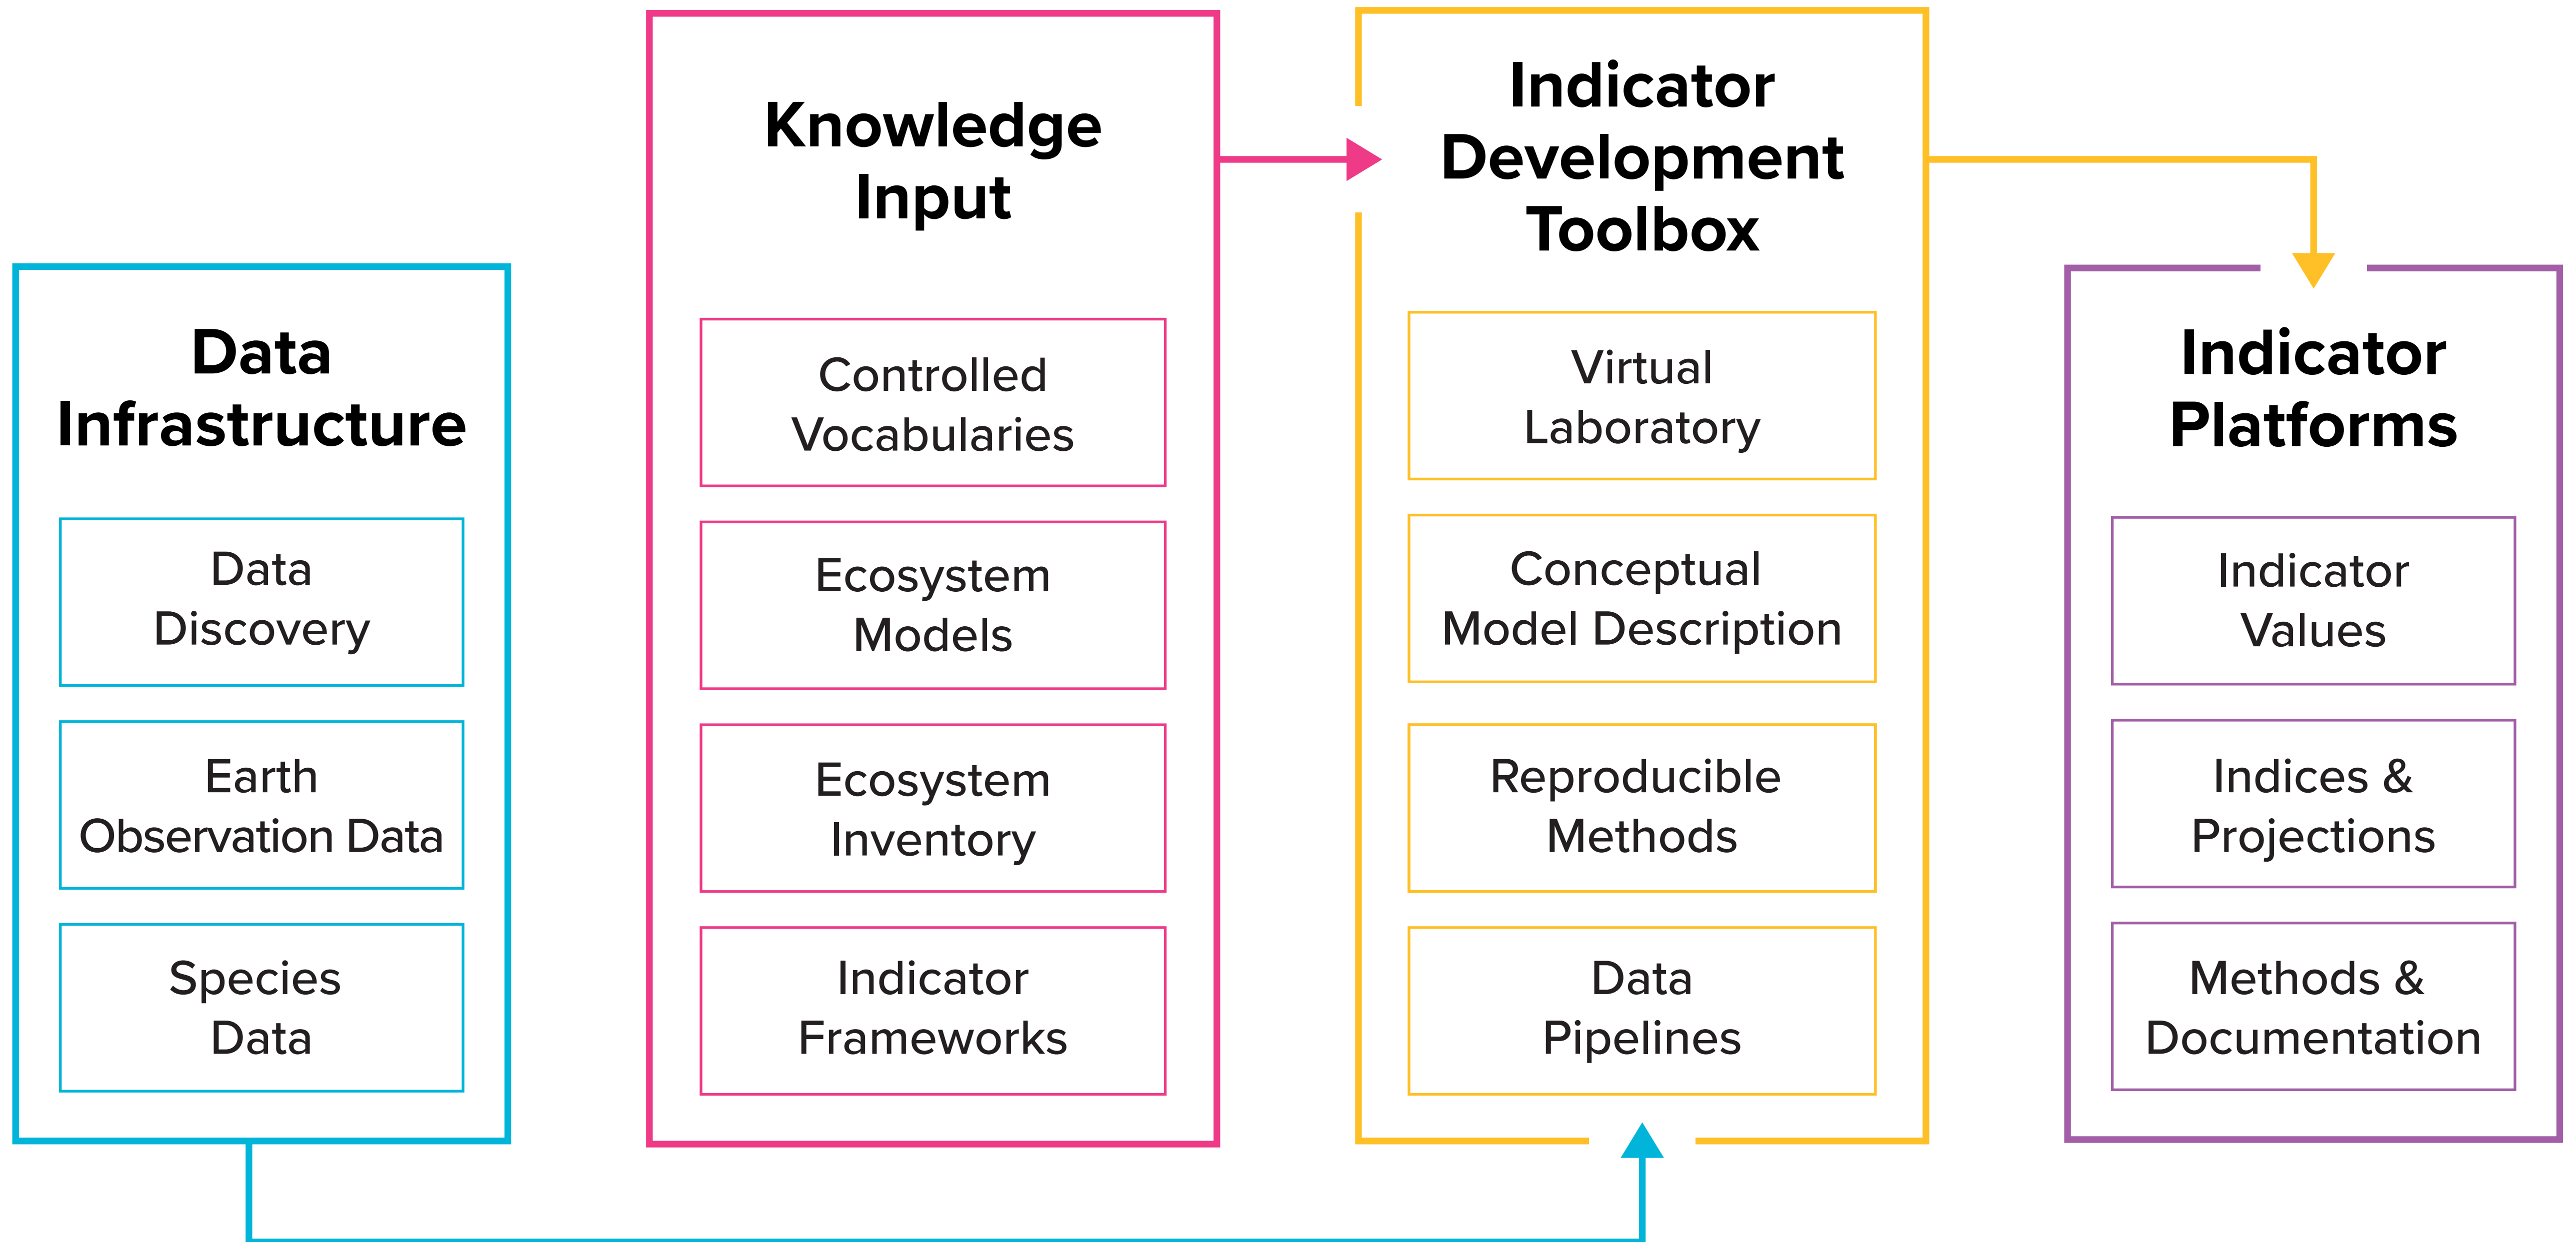 Data
Infrastructure
Data
Discovery
Earth
Observation Data
Species
Data
Knowledge
Input
Controlled
Vocabularies
Ecosystem
Models
Ecosystem
Inventory
Indicator
Frameworks
Indicator
Development
Toolbox
Virtual
Laboratory
Conceptual
Model Description
Reproducible
Methods
Data
Pipelines
Indicator
Platforms
Indicator
Values
Indices &
Projections
Methods &
Documentation